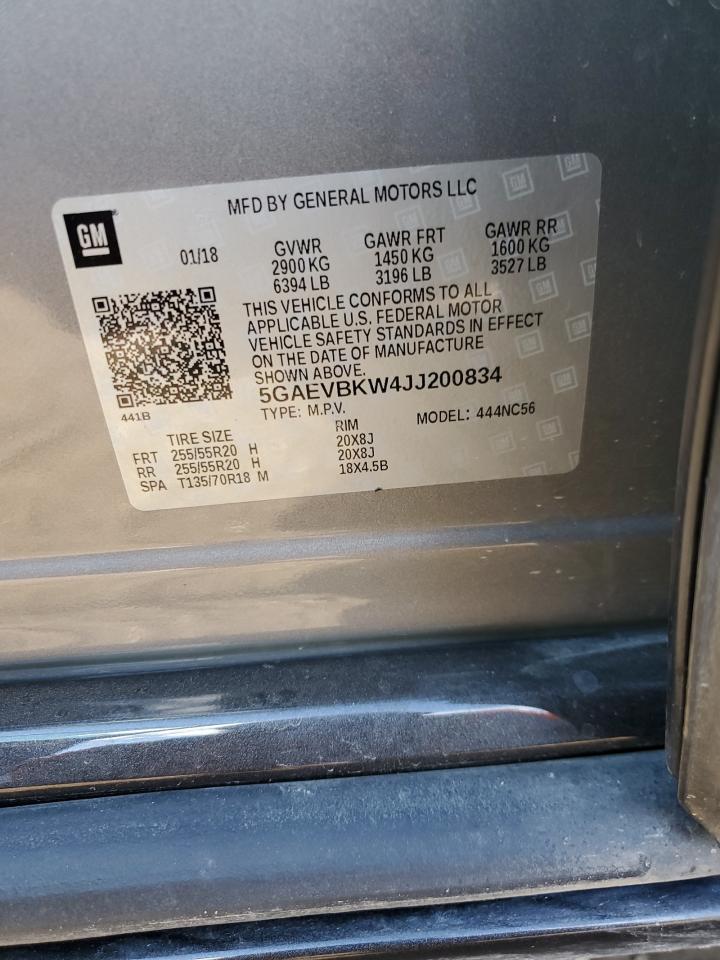 MFD BY GENERAL MOTORS LLC
GM
01/18
GVWR
2900 KG
6394 LB
GAWR FRT
1450 KG
3196 LB
GAWR RR
1600 KG
3527 LB
THIS VEHICLE CONFORMS TO ALL
APPLICABLE U.S. FEDERAL MOTOR
VEHICLE SAFETY STANDARDS IN EFFECT
ON THE DATE OF MANUFACTURE
SHOWN ABOVE.
441B
5GAEVBKW4JJ200834
TYPE: M.P.V. MODEL: 444NC56
TIRE SIZE RIM
FRT 255/55R20 H 20X8J
RR 255/55R20 H 20X8J
SPA T135/70R18 M 18X4.5B